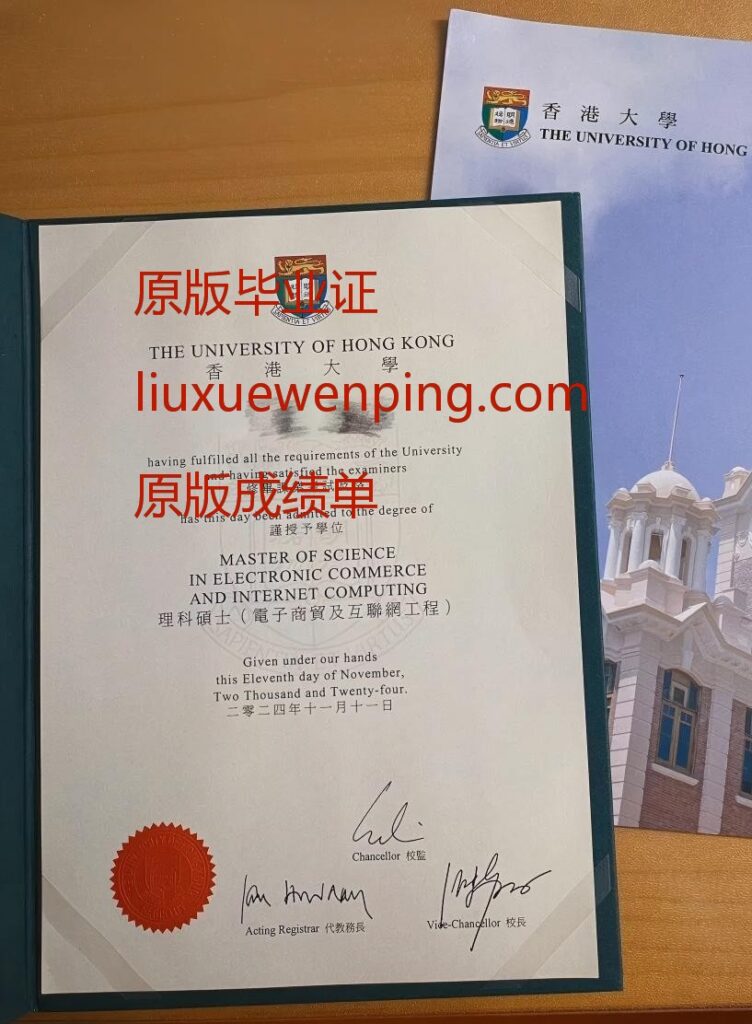 香港大學
THE UNIVERSITY OF HONG
原版毕业证
SAPIENTIA ET VIRTUS
THE UNIVERSITY OF HONG KONG
香港大學
liuxuewenping.com
having fulfilled all the requirements of the University
and having satisfied the examiners
原版成绩单
has this day been admitted to the degree of
謹授予學位
MASTER OF SCIENCE
IN ELECTRONIC COMMERCE
AND INTERNET COMPUTING
理科碩士（電子商貿及互聯網工程）
Given under our hands
this Eleventh day of November,
Two Thousand and Twenty-four.
二零二四年十一月十一日
Chancellor 校監
Acting Registrar 代教務長
Vice-Chancellor 校長